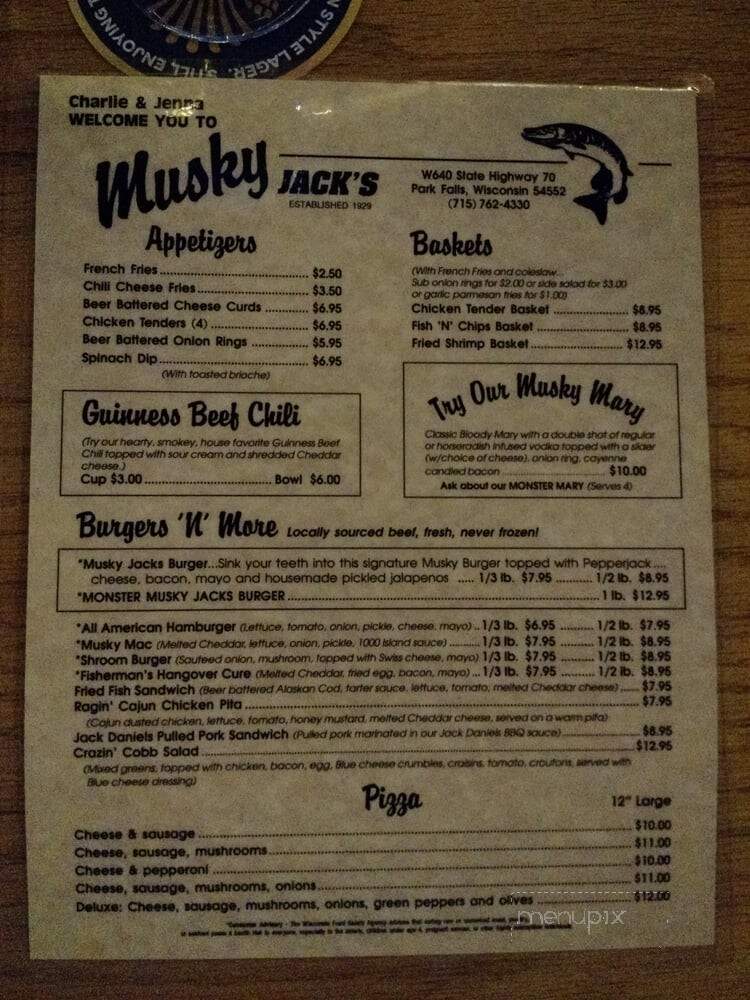 N STYLE LAGER. STILL ENJOYING T
Charlie & Jenna
WELCOME YOU TO
Musky JACK'S
ESTABLISHED 1929
W640 State Highway 70
Park Falls, Wisconsin 54552
(715) 762-4330
Appetizers
French Fries ........ $2.50
Chili Cheese Fries ........ $3.50
Beer Battered Cheese Curds ........ $6.95
Chicken Tenders (4) ........ $6.95
Beer Battered Onion Rings ........ $5.95
Spinach Dip ........ $6.95
(With toasted brioche)
Baskets
(With French Fries and coleslaw...
Sub onion rings for $2.00 or side salad for $3.00
or garlic parmesan fries for $1.00)
Chicken Tender Basket ........ $8.95
Fish 'N' Chips Basket ........ $8.95
Fried Shrimp Basket ........ $12.95
Guinness Beef Chili
(Try our hearty, smokey, house favorite Guinness Beef
Chili topped with sour cream and shredded Cheddar
cheese.)
Cup $3.00 ........ Bowl $6.00
Try Our Musky Mary
Classic Bloody Mary with a double shot of regular
or horseradish infused vodka topped with a slider
(w/choice of cheese), onion ring, cayenne
candied bacon ........ $10.00
Ask about our MONSTER MARY (Serves 4)
Burgers 'N' More Locally sourced beef, fresh, never frozen!
*Musky Jacks Burger...Sink your teeth into this signature Musky Burger topped with Pepperjack....
cheese, bacon, mayo and housemade pickled jalapenos ..... 1/3 lb. $7.95 ........... 1/2 lb. $8.95
*MONSTER MUSKY JACKS BURGER ........ 1 lb. $12.95
*All American Hamburger (Lettuce, tomato, onion, pickle, cheese, mayo) .. 1/3 lb. $6.95 .......... 1/2 lb. $7.95
*Musky Mac (Melted Cheddar, lettuce, onion, pickle, 1000 Island sauce) .......... 1/3 lb. $7.95 .......... 1/2 lb. $8.95
*Shroom Burger (Sauteed onion, mushroom, topped with Swiss cheese, mayo) 1/3 lb. $7.95 .......... 1/2 lb. $8.95
*Fisherman's Hangover Cure (Melted Cheddar, fried egg, bacon, mayo) ... 1/3 lb. $7.95 .......... 1/2 lb. $8.95
Fried Fish Sandwich (Beer battered Alaskan Cod, tarter sauce, lettuce, tomato, melted Cheddar cheese) ...... $7.95
Ragin' Cajun Chicken Pita ........ $7.95
(Cajun dusted chicken, lettuce, tomato, honey mustard, melted Cheddar cheese, served on a warm pita)
Jack Daniels Pulled Pork Sandwich (Pulled pork marinated in our Jack Daniels BBQ sauce) ........ $8.95
Crazin' Cobb Salad ........ $12.95
(Mixed greens, topped with chicken, bacon, egg, Blue cheese crumbles, craisins, tomato, croutons, served with
Blue cheese dressing)
Pizza 12" Large
Cheese & sausage ........ $10.00
Cheese, sausage, mushrooms ........ $11.00
Cheese & pepperoni ........ $10.00
Cheese, sausage, mushrooms, onions ........ $11.00
Deluxe: Cheese, sausage, mushrooms, onions, green peppers and olives ........ $12.00
menupix